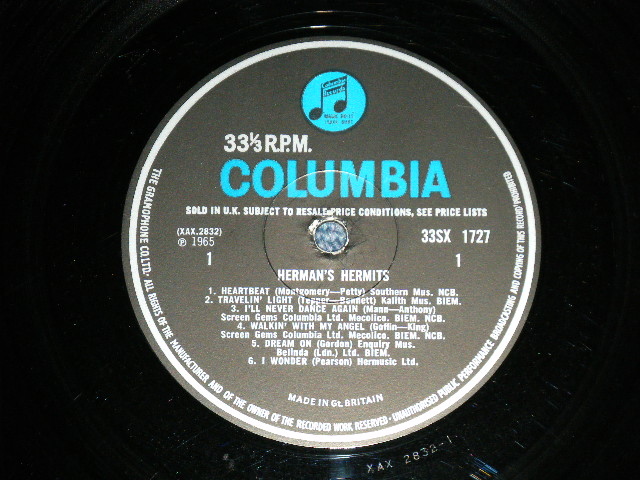 Columbia Records
33⅓ R.P.M.
COLUMBIA
SOLD IN U.K. SUBJECT TO RESALE PRICE CONDITIONS, SEE PRICE LISTS
(XAX.2832)
℗ 1965
33SX 1727
1
1
HERMAN'S HERMITS
1. HEARTBEAT (Montgomery—Petty) Southern Mus. NCB.
2. TRAVELIN' LIGHT (Tepper—Bennett) Kalith Mus. BIEM.
3. I'LL NEVER DANCE AGAIN (Mann—Anthony)
Screen Gems Columbia Ltd. Mecolico. BIEM. NCB.
4. WALKIN' WITH MY ANGEL (Goffin—King)
Screen Gems Columbia Ltd. Mecolico. BIEM. NCB.
5. DREAM ON (Gordon) Enquiry Mus.
Belinda (Ldn.) Ltd. BIEM.
6. I WONDER (Pearson) Hermusic Ltd.
MADE IN Gt. BRITAIN
THE GRAMOPHONE CO. LTD. · ALL RIGHTS OF THE MANUFACTURER AND OF THE OWNER OF THE RECORDED WORK RESERVED · UNAUTHORISED PUBLIC PERFORMANCE BROADCASTING AND COPYING OF THIS RECORD PROHIBITED
XAX 2832-1